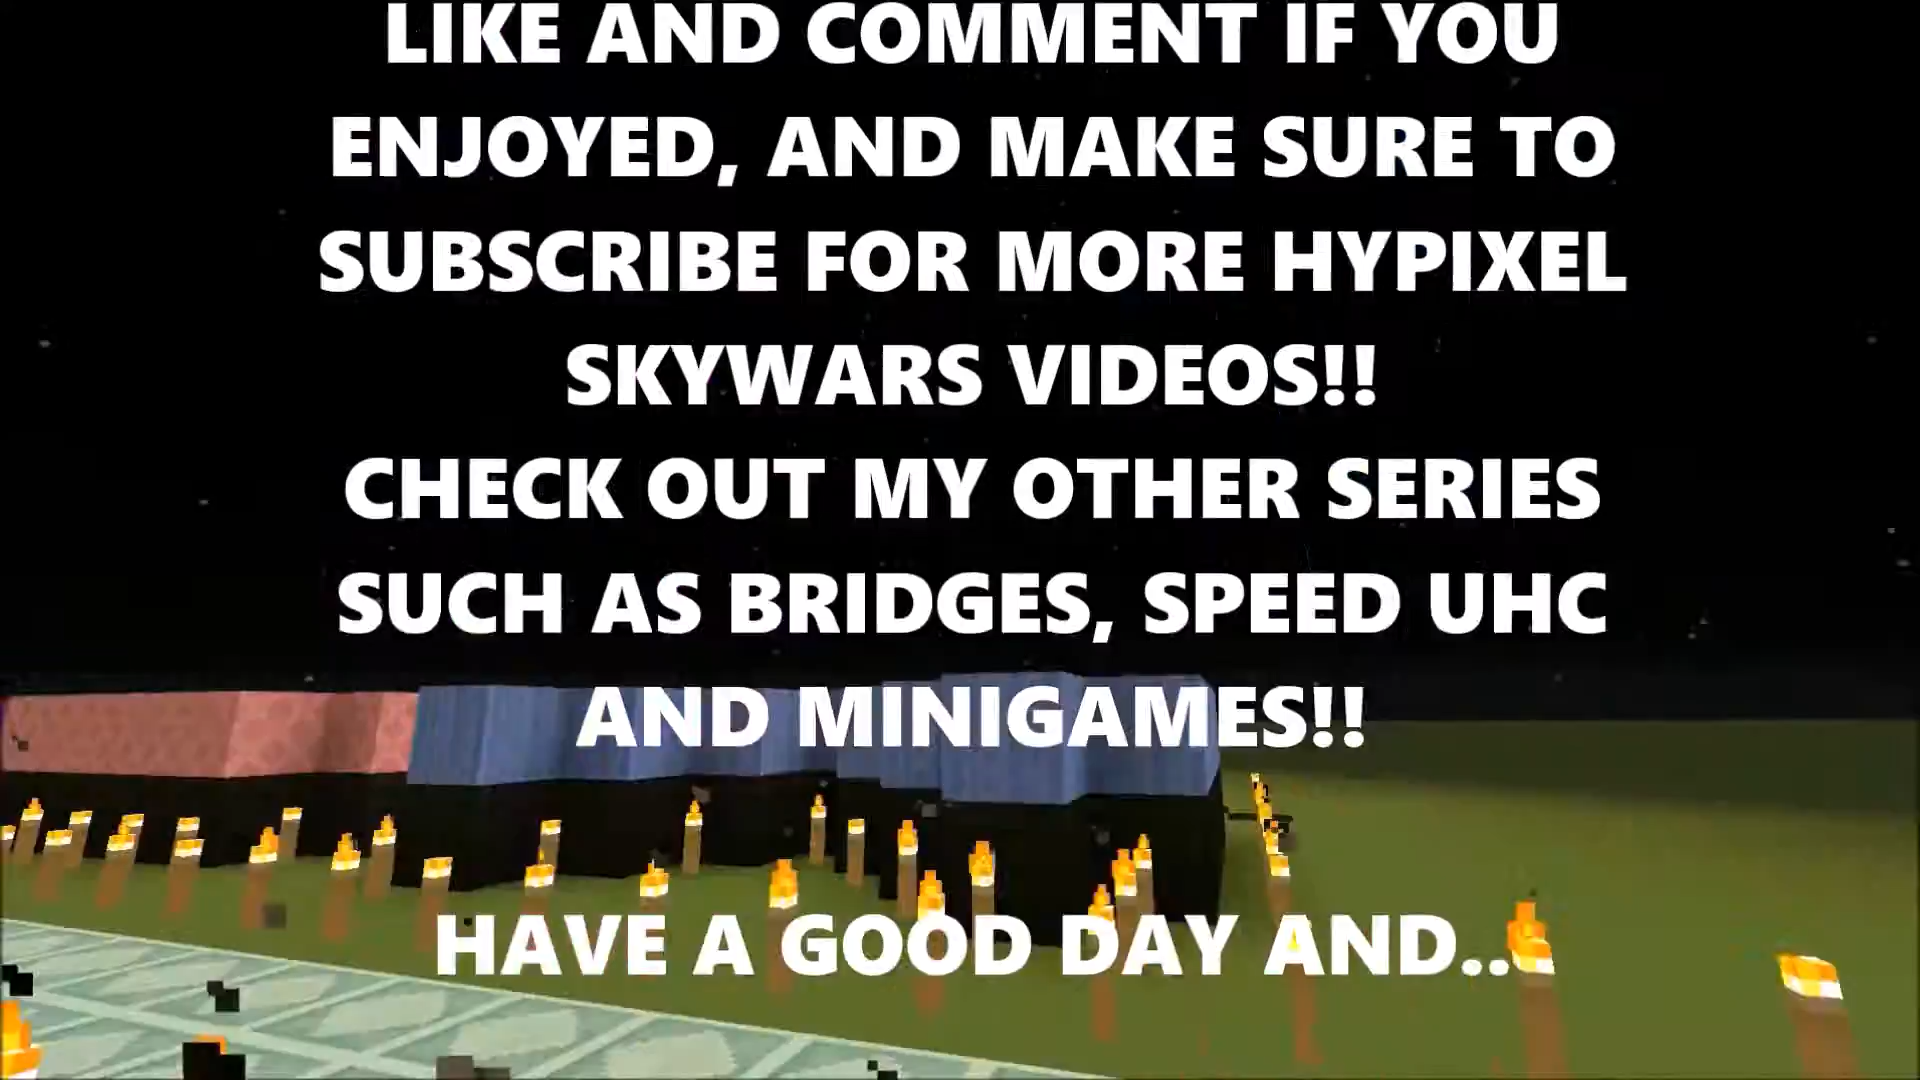 LIKE AND COMMENT IF YOU
ENJOYED, AND MAKE SURE TO
SUBSCRIBE FOR MORE HYPIXEL
SKYWARS VIDEOS!!
CHECK OUT MY OTHER SERIES
SUCH AS BRIDGES, SPEED UHC
AND MINIGAMES!!
HAVE A GOOD DAY AND..